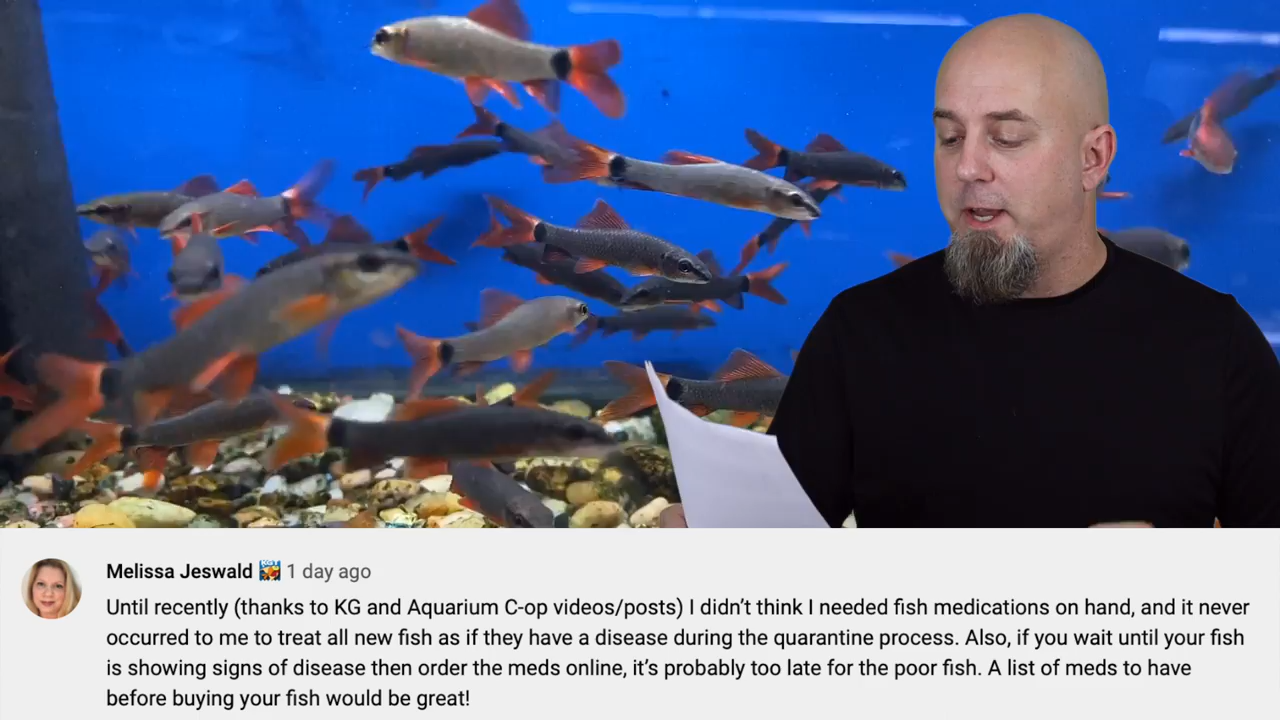 Melissa Jeswald 1 day ago
Until recently (thanks to KG and Aquarium C-op videos/posts) I didn’t think I needed fish medications on hand, and it never
occurred to me to treat all new fish as if they have a disease during the quarantine process. Also, if you wait until your fish
is showing signs of disease then order the meds online, it’s probably too late for the poor fish. A list of meds to have
before buying your fish would be great!